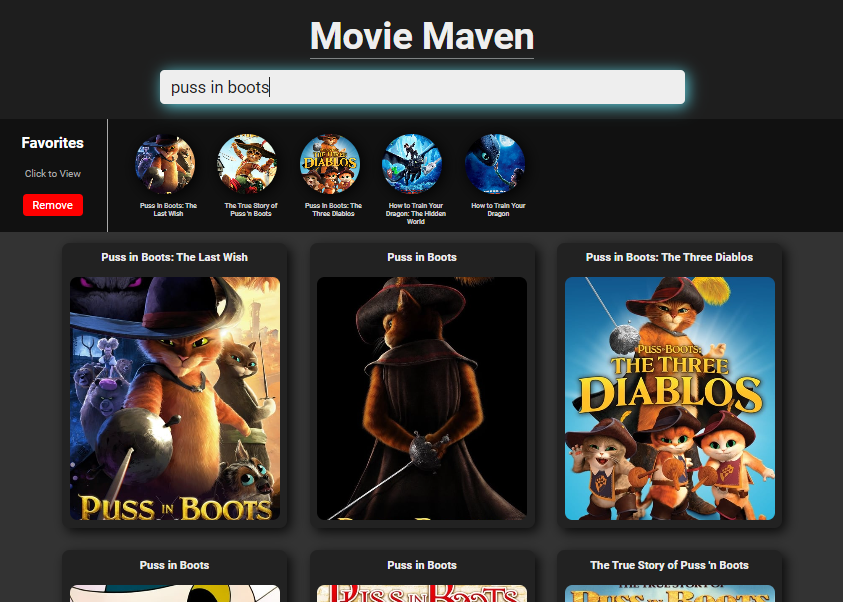 Movie Maven
puss in boots
Favorites
Click to View
Remove
Puss in Boots: The
Last Wish
The True Story of
Puss 'n Boots
Puss in Boots: The
Three Diablos
How to Train Your
Dragon: The Hidden
World
How to Train Your
Dragon
THE THREE
DIABLOS
Puss in Boots: The Last Wish
Puss in Boots
Puss in Boots: The Three Diablos
PUSS IN BOOTS
PUSS IN BOOTS
THE THREE
DIABLOS
Puss in Boots
Puss in Boots
The True Story of Puss 'n Boots
PUSS IN BOOTS
THE TRUE STORY OF